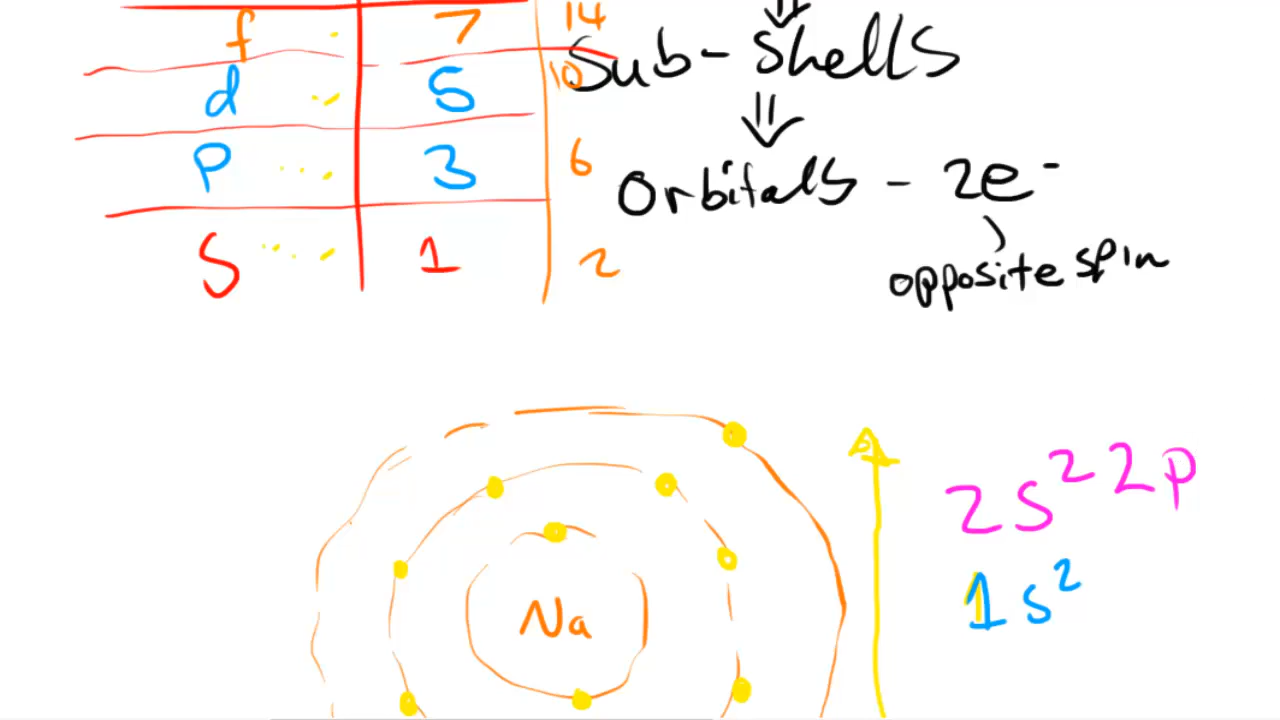 f 7 14
d 5 10
p 3 6
s 1 2
⇓
Sub-Shells
⇓
Orbitals - 2e⁻
opposite spin
2s² 2p
1s²
Na